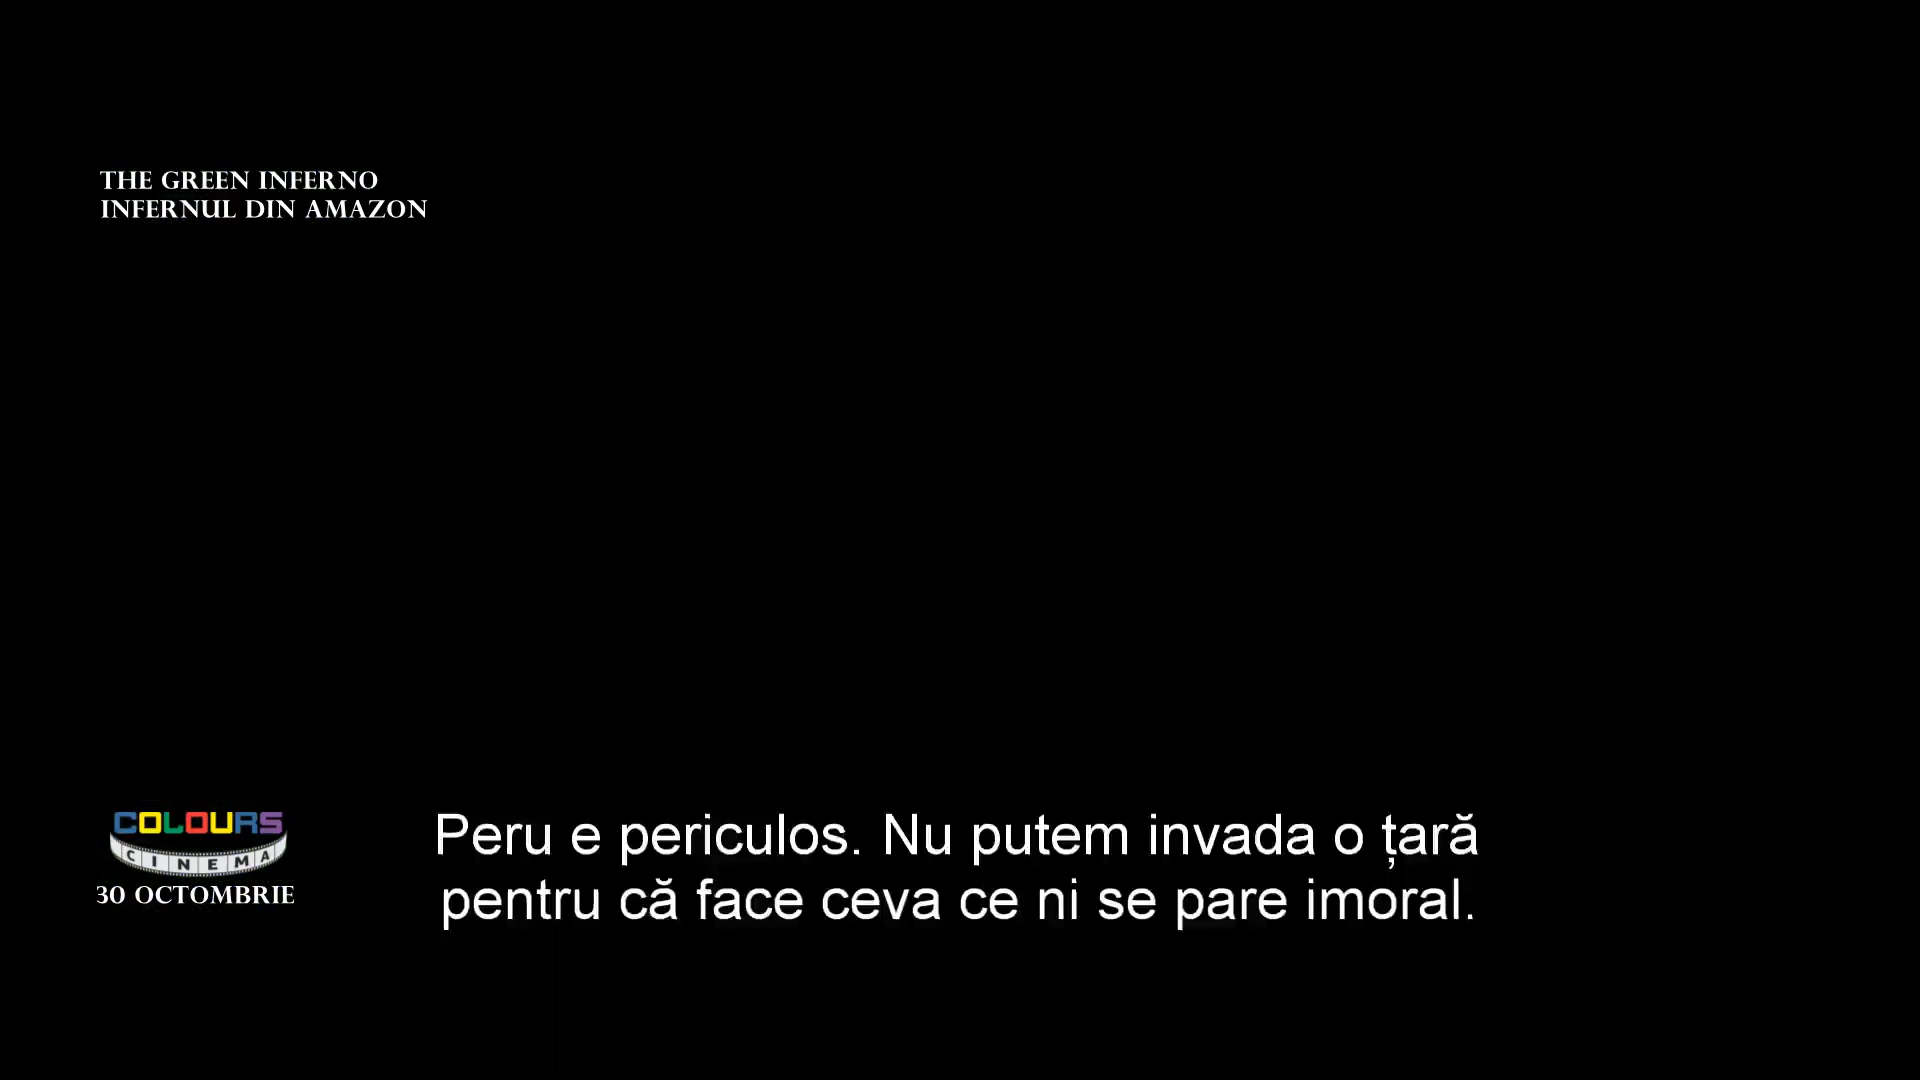 THE GREEN INFERNO
INFERNUL DIN AMAZON
COLOURS
CINEMA
30 OCTOMBRIE
Peru e periculos. Nu putem invada o țară
pentru că face ceva ce ni se pare imoral.